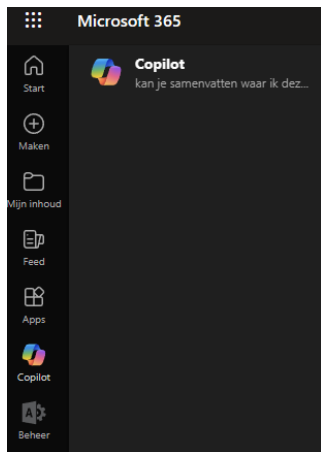 Microsoft 365
Start
Maken
Mijn inhoud
Feed
Apps
Copilot
Beheer
Copilot
kan je samenvatten waar ik dez...